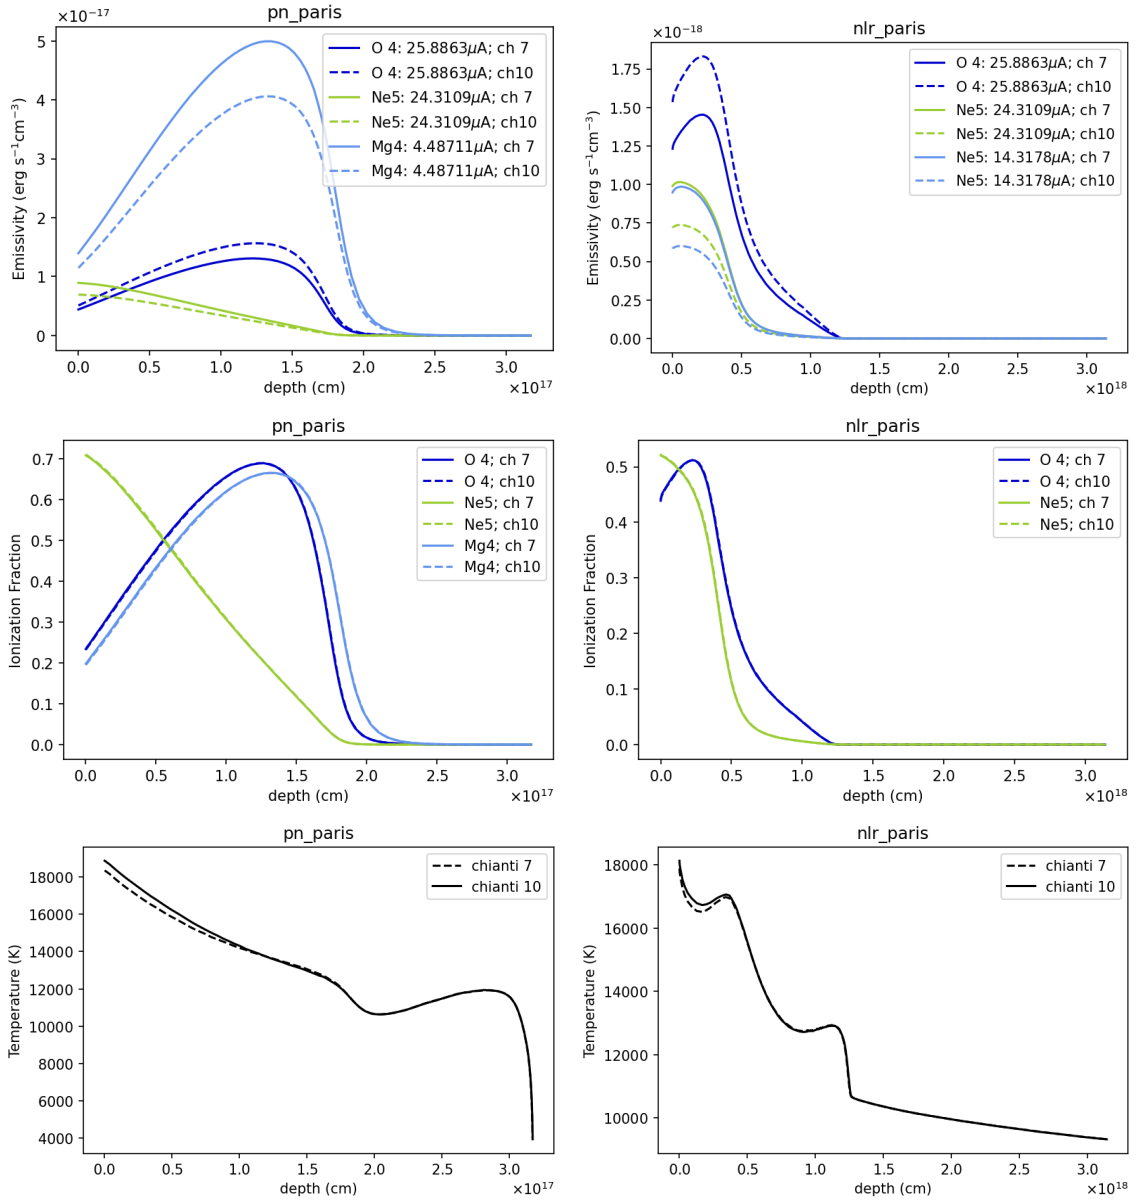 pn_paris
×10⁻¹⁷
5
4
3
2
1
0
Emissivity (erg s⁻¹cm⁻³)
O 4: 25.8863μA; ch 7
O 4: 25.8863μA; ch10
Ne5: 24.3109μA; ch 7
Ne5: 24.3109μA; ch10
Mg4: 4.48711μA; ch 7
Mg4: 4.48711μA; ch10
0.0 0.5 1.0 1.5 2.0 2.5 3.0
depth (cm)
×10¹⁷
nlr_paris
×10⁻¹⁸
1.75
1.50
1.25
1.00
0.75
0.50
0.25
0.00
Emissivity (erg s⁻¹cm⁻³)
O 4: 25.8863μA; ch 7
O 4: 25.8863μA; ch10
Ne5: 24.3109μA; ch 7
Ne5: 24.3109μA; ch10
Ne5: 14.3178μA; ch 7
Ne5: 14.3178μA; ch10
0.0 0.5 1.0 1.5 2.0 2.5 3.0
depth (cm)
×10¹⁸
pn_paris
0.7
0.6
0.5
0.4
0.3
0.2
0.1
0.0
Ionization Fraction
O 4; ch 7
O 4; ch10
Ne5; ch 7
Ne5; ch10
Mg4; ch 7
Mg4; ch10
0.0 0.5 1.0 1.5 2.0 2.5 3.0
depth (cm)
×10¹⁷
nlr_paris
0.5
0.4
0.3
0.2
0.1
0.0
Ionization Fraction
O 4; ch 7
O 4; ch10
Ne5; ch 7
Ne5; ch10
0.0 0.5 1.0 1.5 2.0 2.5 3.0
depth (cm)
×10¹⁸
pn_paris
18000
16000
14000
12000
10000
8000
6000
4000
Temperature (K)
chianti 7
chianti 10
0.0 0.5 1.0 1.5 2.0 2.5 3.0
depth (cm)
×10¹⁷
nlr_paris
18000
16000
14000
12000
10000
Temperature (K)
chianti 7
chianti 10
0.0 0.5 1.0 1.5 2.0 2.5 3.0
depth (cm)
×10¹⁸